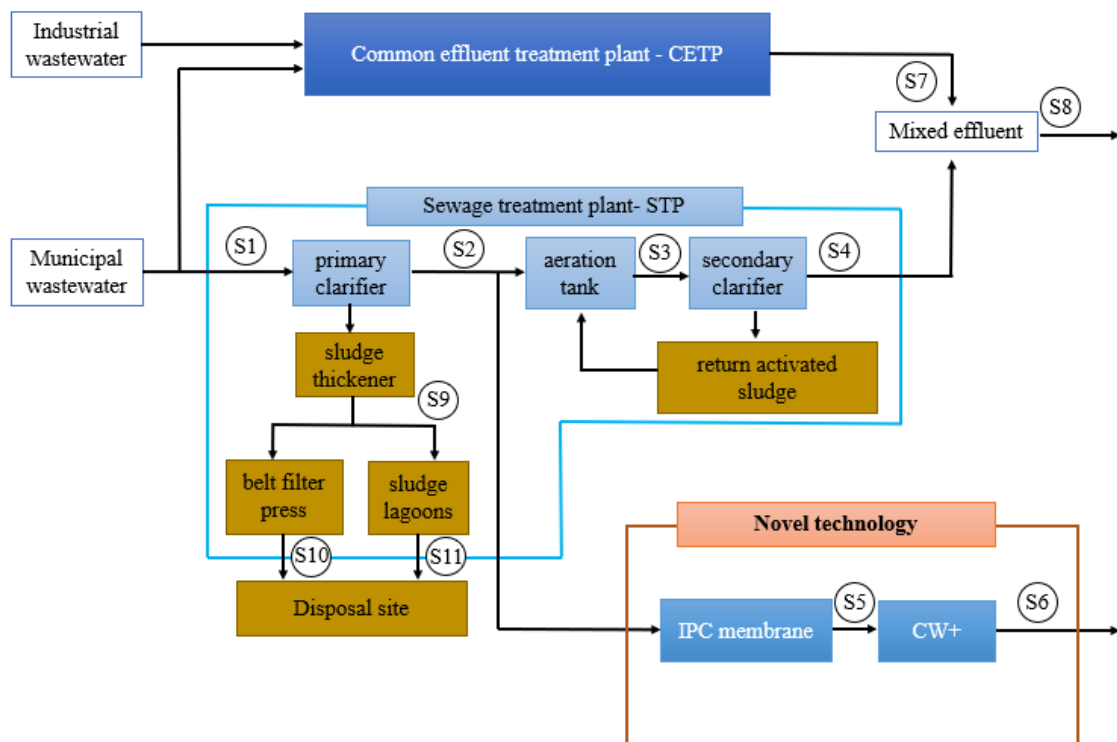 Industrial
wastewater
Common effluent treatment plant - CETP
S7
S8
Mixed effluent
Sewage treatment plant- STP
Municipal
wastewater
S1
primary
clarifier
S2
aeration
tank
S3
secondary
clarifier
S4
sludge
thickener
return activated
sludge
S9
belt filter
press
sludge
lagoons
S10
S11
Disposal site
Novel technology
IPC membrane
S5
CW+
S6